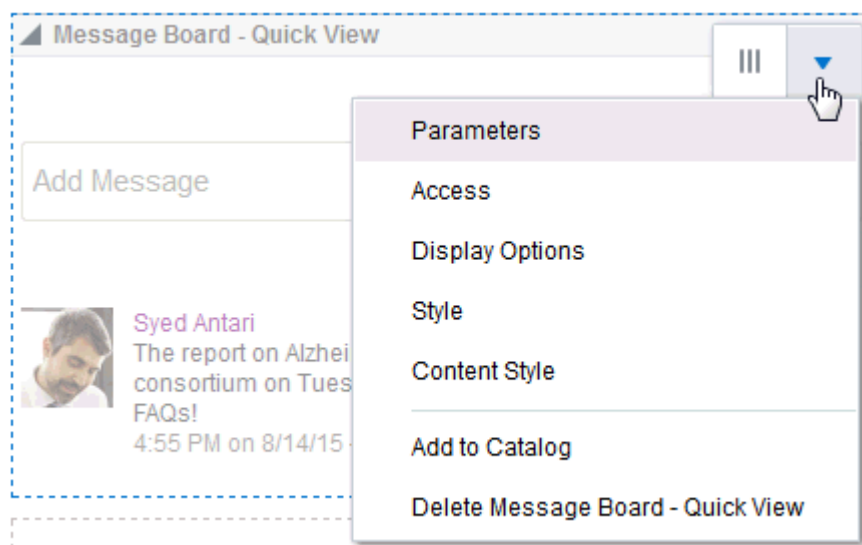 Message Board - Quick View
Parameters
Add Message
Access
Display Options
Style
Syed Antari
The report on Alzhei
consortium on Tues
Content Style
FAQs!
4:55 PM on 8/14/15 -
Add to Catalog
Delete Message Board - Quick View